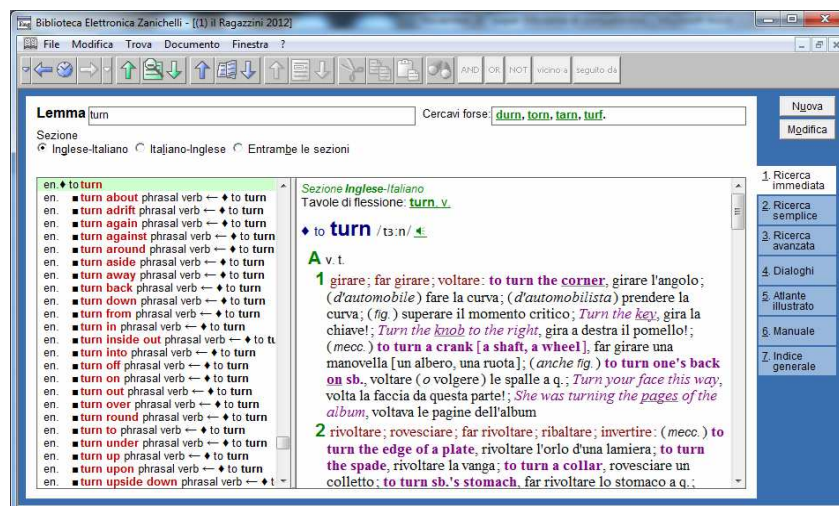 Biblioteca Elettronica Zanichelli - [(1) il Ragazzini 2012]
File Modifica Trova Documento Finestra ?
AND OR NOT vicino a seguito da
Lemma turn
Cercavi forse: durn, torn, tarn, turf.
Sezione
Inglese-Italiano Italiano-Inglese Entrambe le sezioni
Nuova
Modifica
1. Ricerca immediata
2. Ricerca semplice
3. Ricerca avanzata
4. Dialoghi
5. Atlante illustrato
6. Manuale
7. Indice generale
en. ♦ to turn
en. ■ turn about phrasal verb ← ♦ to turn
en. ■ turn adrift phrasal verb ← ♦ to turn
en. ■ turn again phrasal verb ← ♦ to turn
en. ■ turn against phrasal verb ← ♦ to turn
en. ■ turn around phrasal verb ← ♦ to turn
en. ■ turn aside phrasal verb ← ♦ to turn
en. ■ turn away phrasal verb ← ♦ to turn
en. ■ turn back phrasal verb ← ♦ to turn
en. ■ turn down phrasal verb ← ♦ to turn
en. ■ turn from phrasal verb ← ♦ to turn
en. ■ turn in phrasal verb ← ♦ to turn
en. ■ turn inside out phrasal verb ← ♦ to tu
en. ■ turn into phrasal verb ← ♦ to turn
en. ■ turn off phrasal verb ← ♦ to turn
en. ■ turn on phrasal verb ← ♦ to turn
en. ■ turn out phrasal verb ← ♦ to turn
en. ■ turn over phrasal verb ← ♦ to turn
en. ■ turn round phrasal verb ← ♦ to turn
en. ■ turn to phrasal verb ← ♦ to turn
en. ■ turn under phrasal verb ← ♦ to turn
en. ■ turn up phrasal verb ← ♦ to turn
en. ■ turn upon phrasal verb ← ♦ to turn
en. ■ turn upside down phrasal verb ← ♦ t
Sezione Inglese-Italiano
Tavole di flessione: turn, v.
♦ to turn /tɜːn/
A v. t.
1 girare; far girare; voltare: to turn the corner, girare l'angolo;
(d'automobile) fare la curva; (d'automobilista) prendere la
curva; (fig.) superare il momento critico; Turn the key, gira la
chiave!; Turn the knob to the right, gira a destra il pomello!;
(mecc.) to turn a crank [a shaft, a wheel], far girare una
manovella [un albero, una ruota]; (anche fig.) to turn one's back
on sb., voltare (o volgere) le spalle a q.; Turn your face this way,
volta la faccia da questa parte!; She was turning the pages of the
album, voltava le pagine dell'album
2 rivoltare; rovesciare; far rivoltare; ribaltare; invertire: (mecc.) to
turn the edge of a plate, rivoltare l'orlo d'una lamiera; to turn
the spade, rivoltare la vanga; to turn a collar, rovesciare un
colletto; to turn sb.'s stomach, far rivoltare lo stomaco a q.;